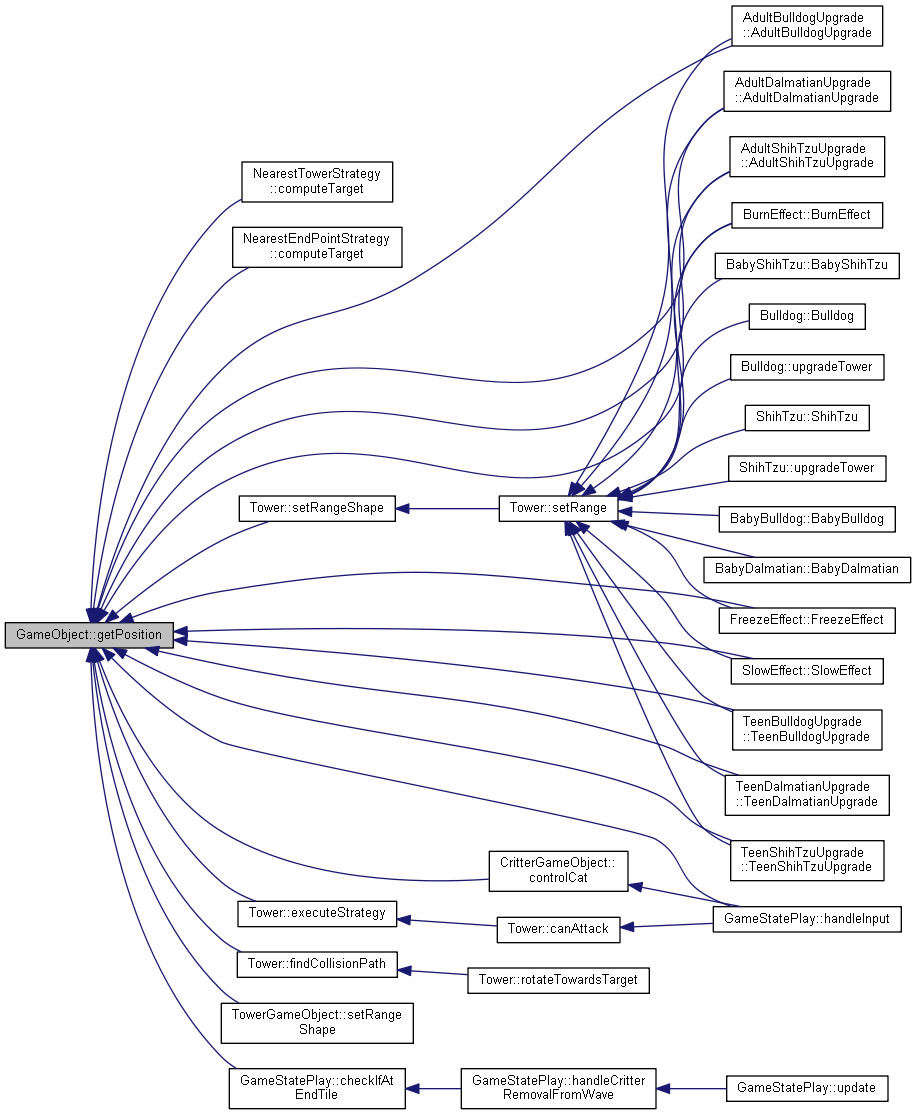 AdultBulldogUpgrade
::AdultBulldogUpgrade
AdultDalmatianUpgrade
::AdultDalmatianUpgrade
AdultShihTzuUpgrade
::AdultShihTzuUpgrade
NearestTowerStrategy
::computeTarget
BurnEffect::BurnEffect
NearestEndPointStrategy
::computeTarget
BabyShihTzu::BabyShihTzu
Bulldog::Bulldog
Bulldog::upgradeTower
ShihTzu::ShihTzu
ShihTzu::upgradeTower
Tower::setRangeShape
Tower::setRange
BabyBulldog::BabyBulldog
BabyDalmatian::BabyDalmatian
FreezeEffect::FreezeEffect
GameObject::getPosition
SlowEffect::SlowEffect
TeenBulldogUpgrade
::TeenBulldogUpgrade
TeenDalmatianUpgrade
::TeenDalmatianUpgrade
TeenShihTzuUpgrade
::TeenShihTzuUpgrade
CritterGameObject::
controlCat
Tower::executeStrategy
Tower::canAttack
GameStatePlay::handleInput
Tower::findCollisionPath
Tower::rotateTowardsTarget
TowerGameObject::setRange
Shape
GameStatePlay::checkIfAt
EndTile
GameStatePlay::handleCritter
RemovalFromWave
GameStatePlay::update